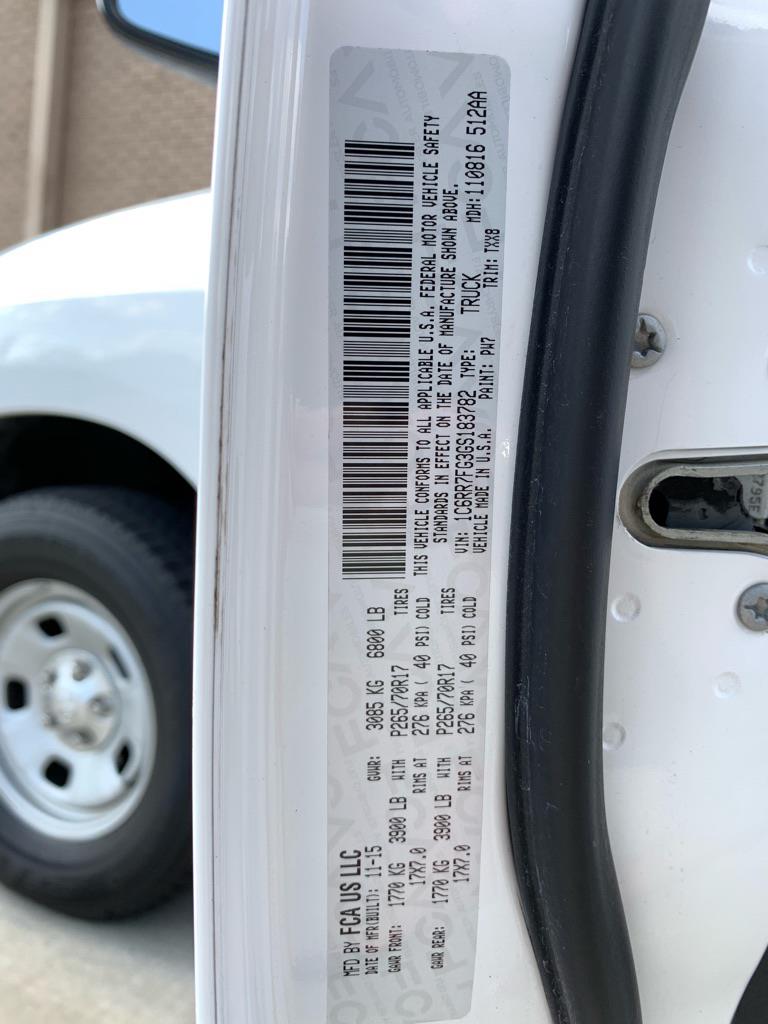 MFD BY FCA US LLC
DATE OF MFR(BUILT): 11-15 GVWR: 3085 KG 6800 LB
GAWR FRONT: 1770 KG 3900 LB WITH P265/70R17 TIRES
17X7.0 RIMS AT 276 KPA ( 40 PSI) COLD
GAWR REAR: 1770 KG 3900 LB WITH P265/70R17 TIRES
17X7.0 RIMS AT 276 KPA ( 40 PSI) COLD
THIS VEHICLE CONFORMS TO ALL APPLICABLE U.S.A. FEDERAL MOTOR VEHICLE SAFETY
STANDARDS IN EFFECT ON THE DATE OF MANUFACTURE SHOWN ABOVE.
VIN: 1C6RR7FG3GS183782 TYPE: TRUCK MDH: 110816 512AA
VEHICLE MADE IN U.S.A. PAINT: PW7 TRIM: TXX8